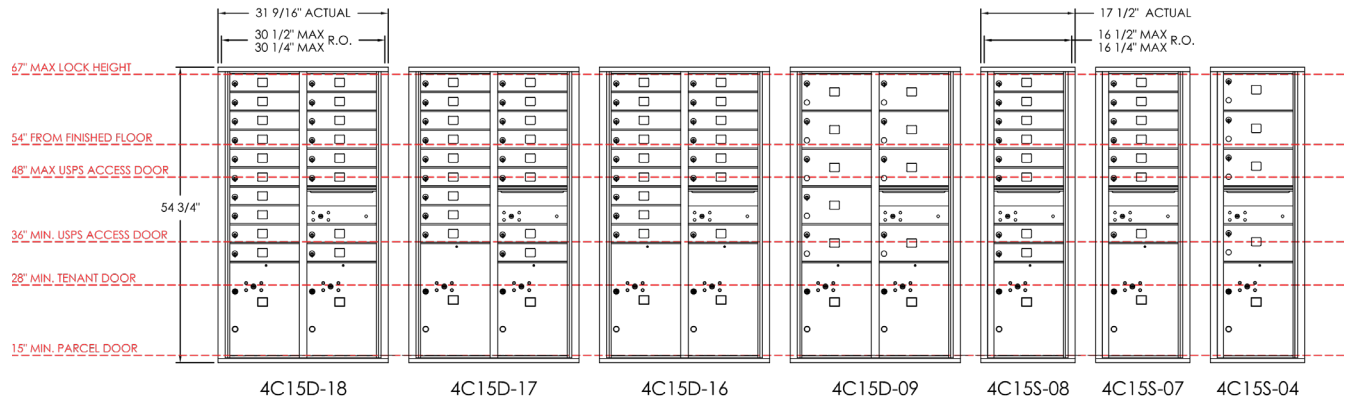 31 9/16" ACTUAL
17 1/2" ACTUAL
30 1/2" MAX
30 1/4" MAX
R.O.
16 1/2" MAX
16 1/4" MAX
R.O.
67" MAX LOCK HEIGHT
54" FROM FINISHED FLOOR
48" MAX USPS ACCESS DOOR
54 3/4"
36" MIN. USPS ACCESS DOOR
28" MIN. TENANT DOOR
15" MIN. PARCEL DOOR
4C15D-18
4C15D-17
4C15D-16
4C15D-09
4C15S-08
4C15S-07
4C15S-04